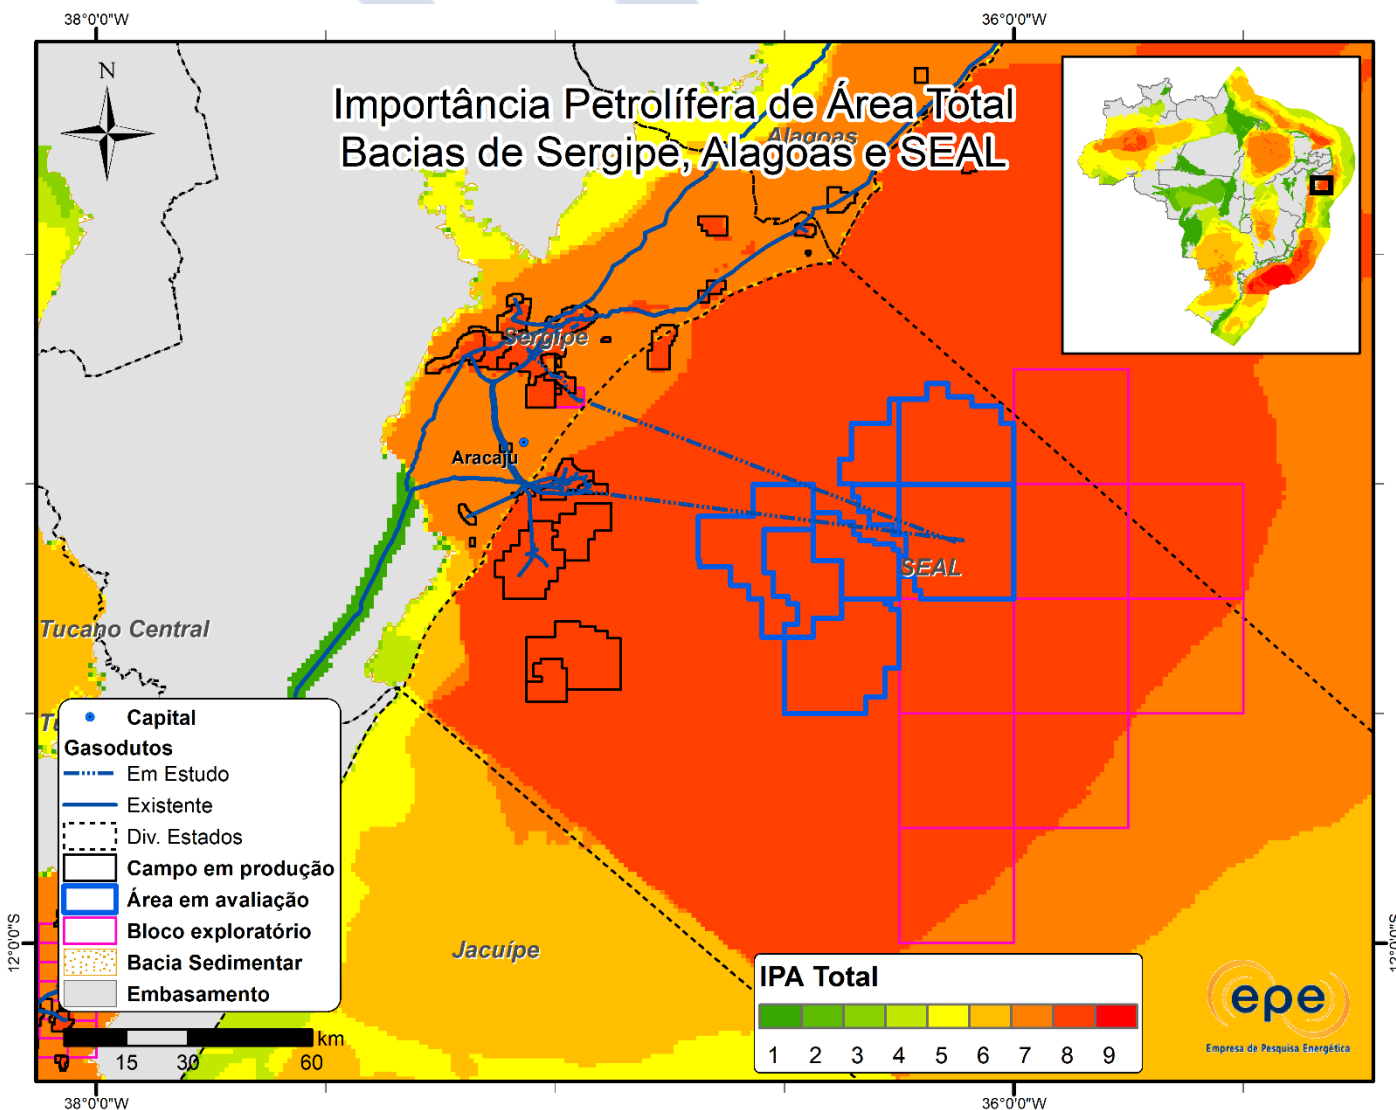 38°0'0"W
36°0'0"W
N
Importância Petrolífera de Área Total
Bacias de Sergipe, Alagoas e SEAL
Alagoas
Sergipe
Aracaju
SEAL
Tucano Central
Capital
Gasodutos
Em Estudo
Existente
Div. Estados
Campo em produção
Área em avaliação
Bloco exploratório
Bacia Sedimentar
Embasamento
Jacuípe
12°0'0"S
12°0'0"S
km
15 30 60
IPA Total
1 2 3 4 5 6 7 8 9
epe
Empresa de Pesquisa Energética
38°0'0"W
36°0'0"W